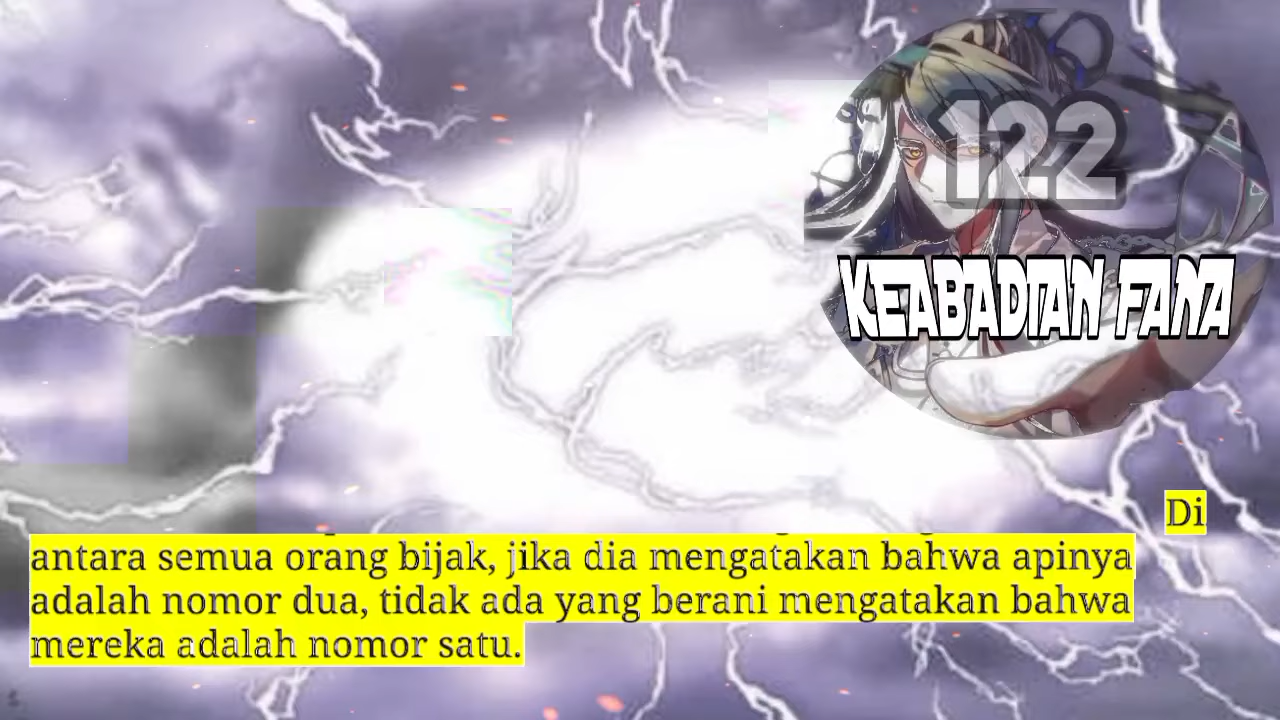 122
KEABADIAN FANA
Di
antara semua orang bijak, jika dia mengatakan bahwa apinya
adalah nomor dua, tidak ada yang berani mengatakan bahwa
mereka adalah nomor satu.